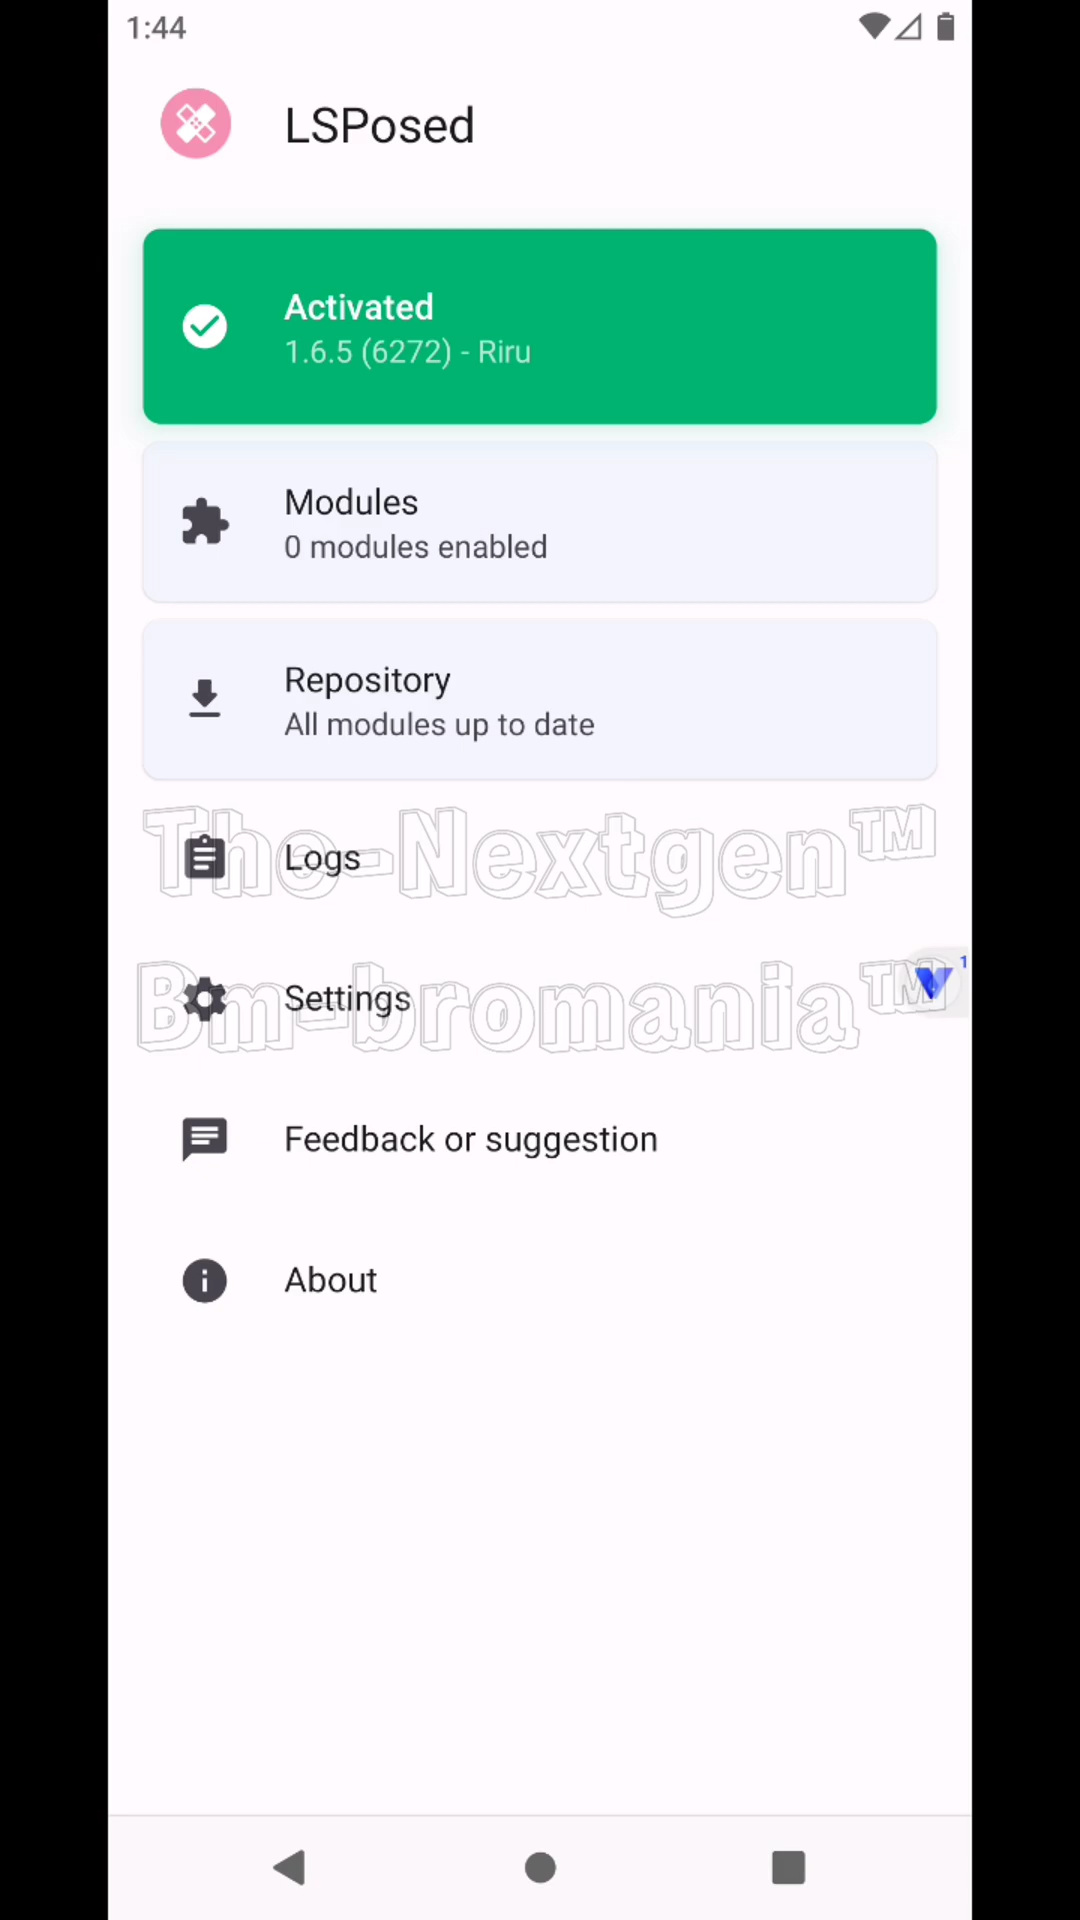 1:44
LSPosed
Activated
1.6.5 (6272) - Riru
Modules
0 modules enabled
Repository
All modules up to date
The-Nextgen™
Logs
Bm-bromania™
1
Settings
Feedback or suggestion
About